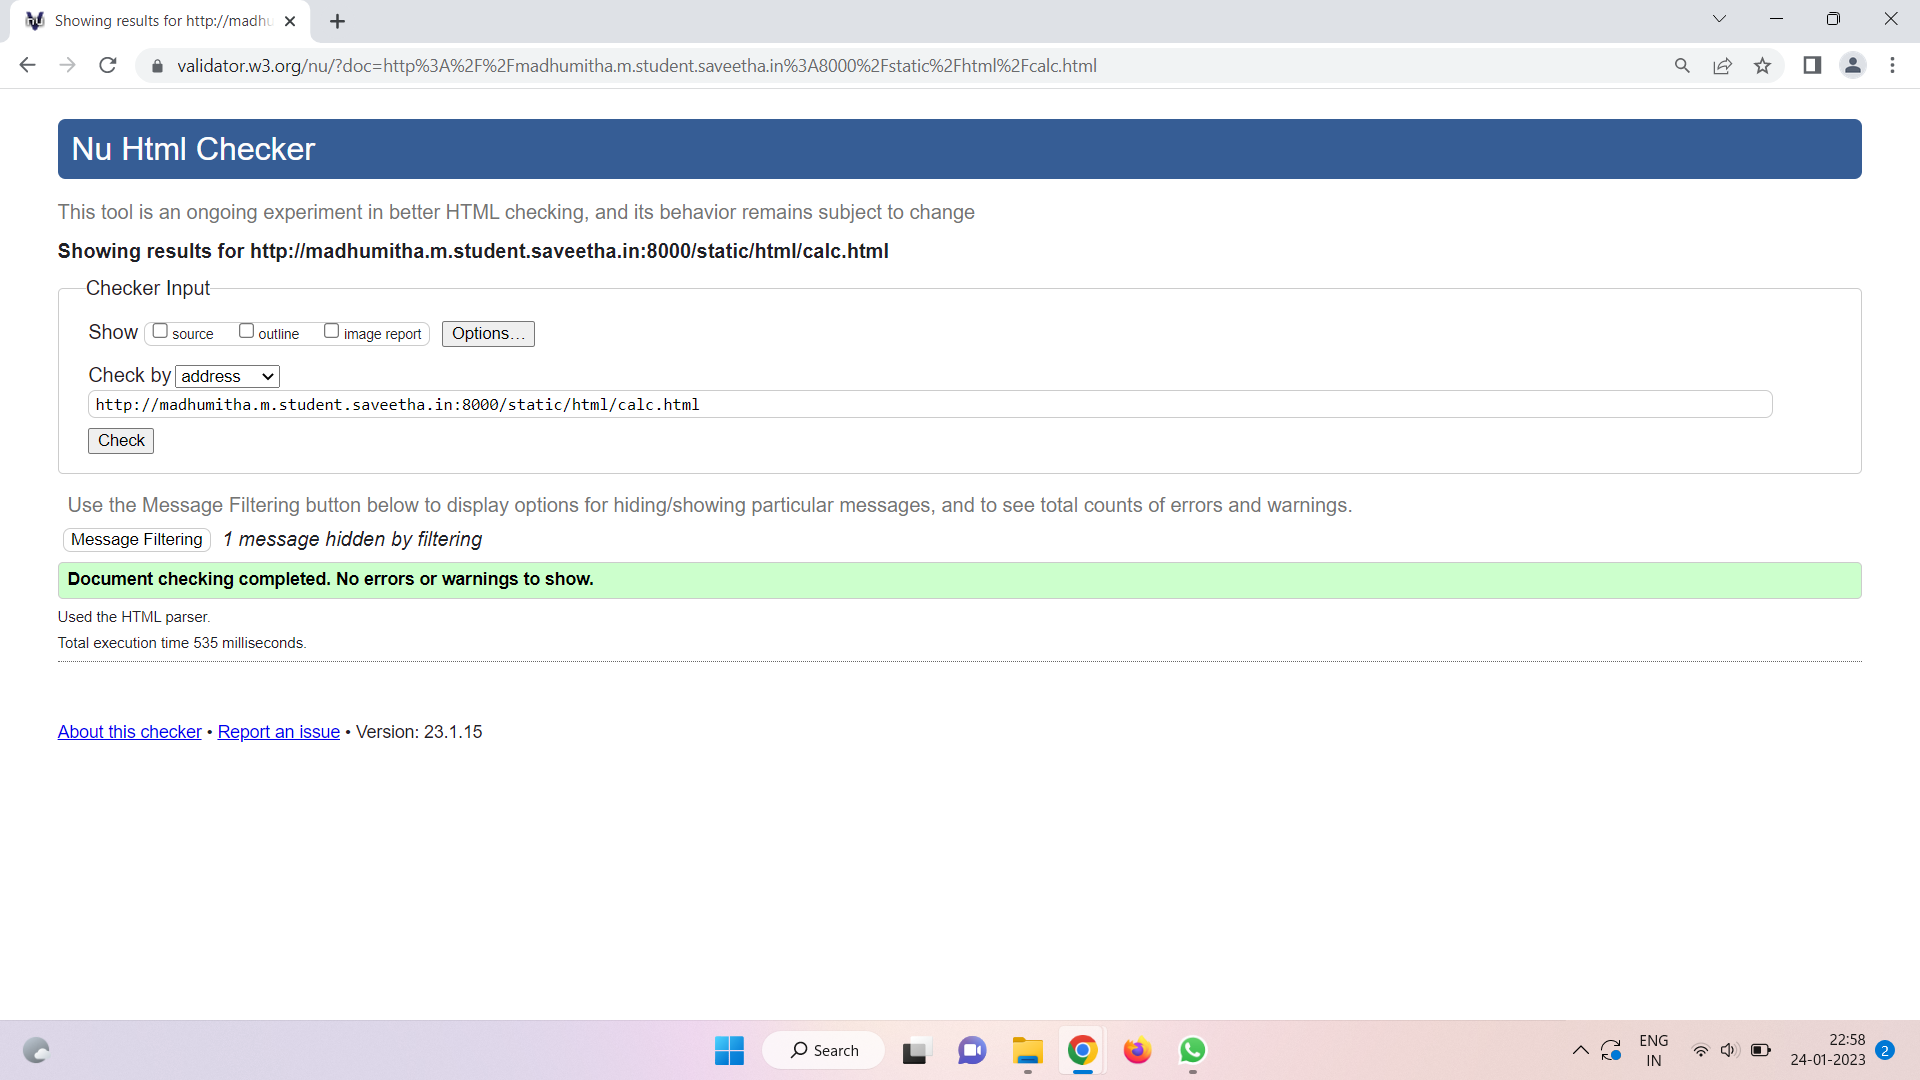 Showing results for http://madhu
validator.w3.org/nu/?doc=http%3A%2F%2Fmadhumitha.m.student.saveetha.in%3A8000%2Fstatic%2Fhtml%2Fcalc.html
Nu Html Checker
This tool is an ongoing experiment in better HTML checking, and its behavior remains subject to change
Showing results for http://madhumitha.m.student.saveetha.in:8000/static/html/calc.html
Checker Input
Show source outline image report Options...
Check by address
http://madhumitha.m.student.saveetha.in:8000/static/html/calc.html
Check
Use the Message Filtering button below to display options for hiding/showing particular messages, and to see total counts of errors and warnings.
Message Filtering 1 message hidden by filtering
Document checking completed. No errors or warnings to show.
Used the HTML parser.
Total execution time 535 milliseconds.
About this checker • Report an issue • Version: 23.1.15
Search
ENG
IN
22:58
24-01-2023
2